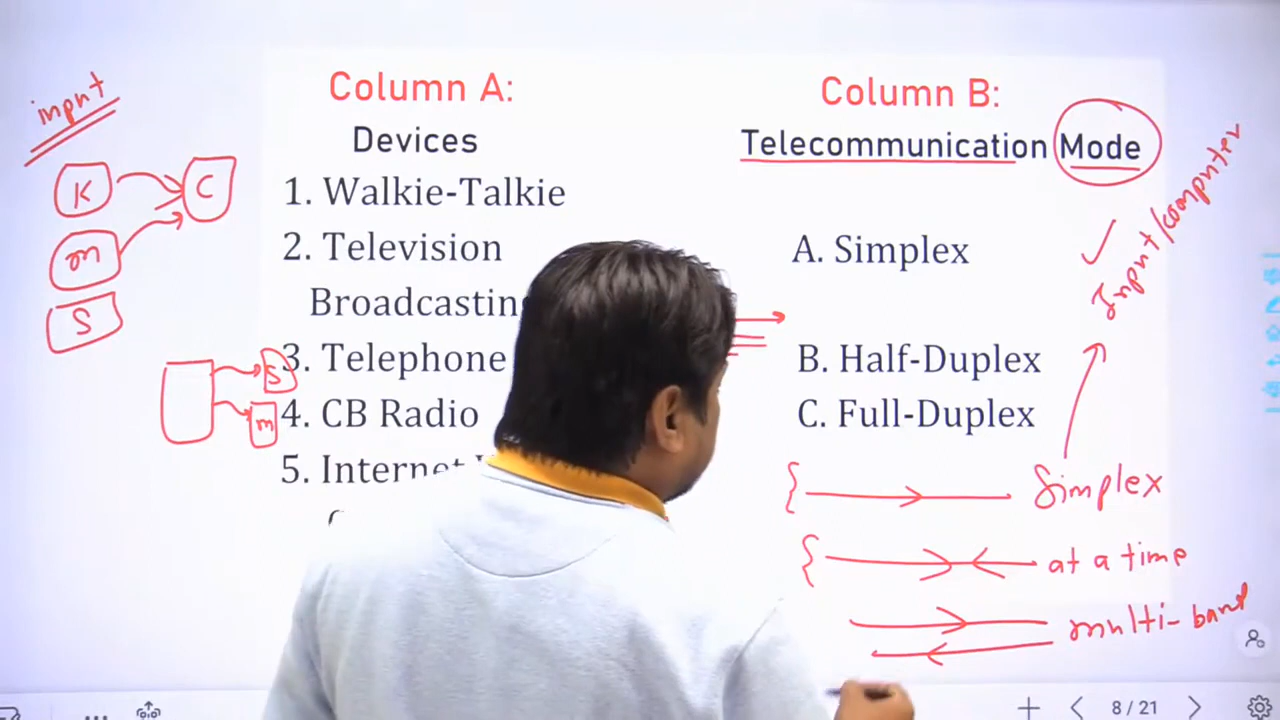 input
K
C
m
S
S
m
Column A:
Devices
1. Walkie-Talkie
2. Television
Broadcastin
3. Telephone
4. CB Radio
5. Internet
Column B:
Telecommunication Mode
A. Simplex
B. Half-Duplex
C. Full-Duplex
Input/computer
Simplex
at a time
multi-band
8 / 21